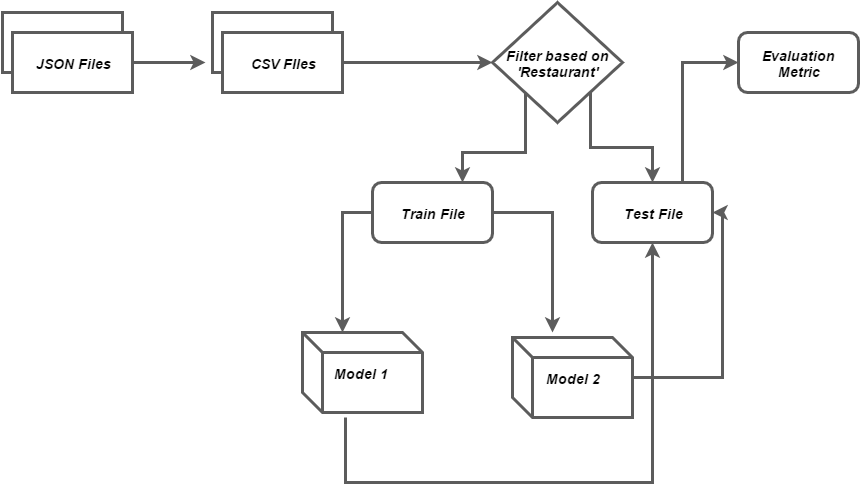 JSON Files
CSV FIles
Filter based on
'Restaurant'
Evaluation
Metric
Train File
Test File
Model 1
Model 2